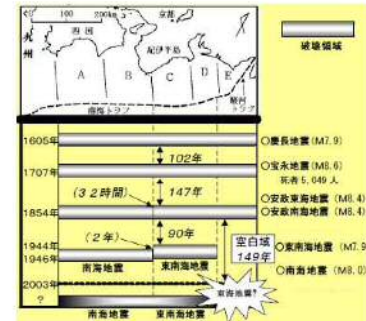 0 100 200km
京都
九州
四国
紀伊半島
A B C D E
南海トラフ
駿河トラフ
破壊領域
1605年
○慶長地震(M7.9)
102年
1707年
○宝永地震(M8.6)
死者5,049人
(32時間)
147年
○安政東海地震(M8.4)
1854年
○安政南海地震(M8.4)
(2年)
90年
空白域
149年
1944年
○東南海地震(M7.9
1946年
南海地震
東南海地震
○南海地震(M8.0)
2003年
東海地震?
?
南海地震
東南海地震